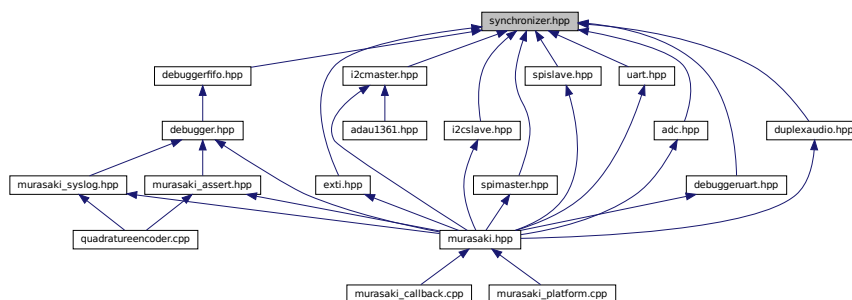 synchronizer.hpp
debuggerfifo.hpp
i2cmaster.hpp
spislave.hpp
uart.hpp
debugger.hpp
adau1361.hpp
i2cslave.hpp
adc.hpp
duplexaudio.hpp
murasaki_syslog.hpp
murasaki_assert.hpp
exti.hpp
spimaster.hpp
debuggeruart.hpp
quadratureencoder.cpp
murasaki.hpp
murasaki_callback.cpp
murasaki_platform.cpp